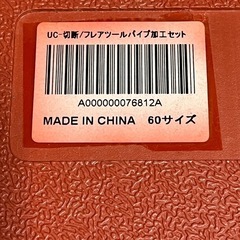 UC-切断/フレアツールパイプ加工セット
A000000076812A
MADE IN CHINA 60サイズ